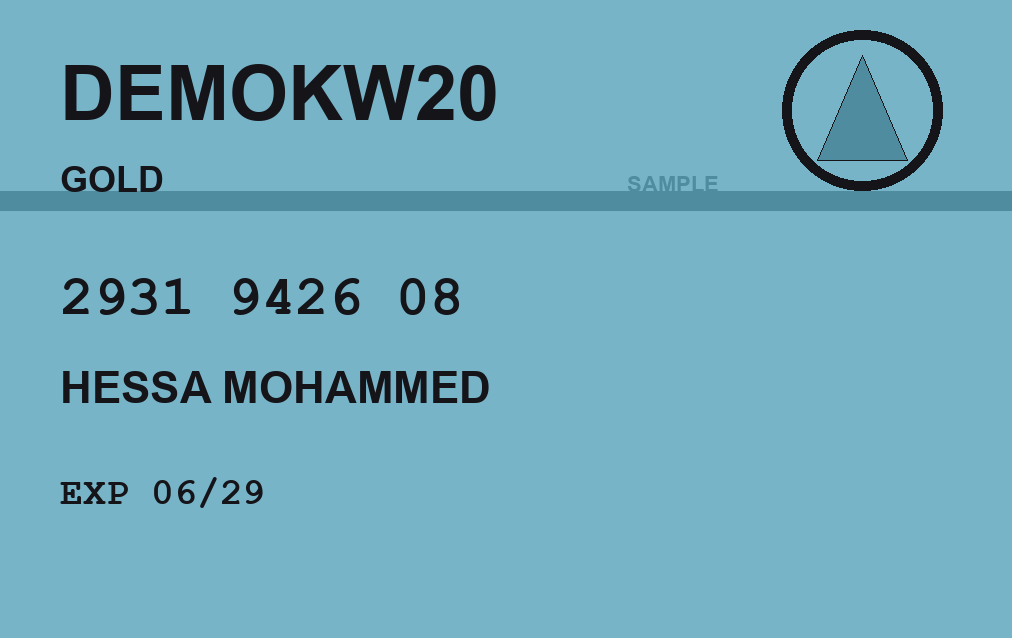 DEMOKW20
GOLD
SAMPLE
2931 9426 08
HESSA MOHAMMED
EXP 06/29